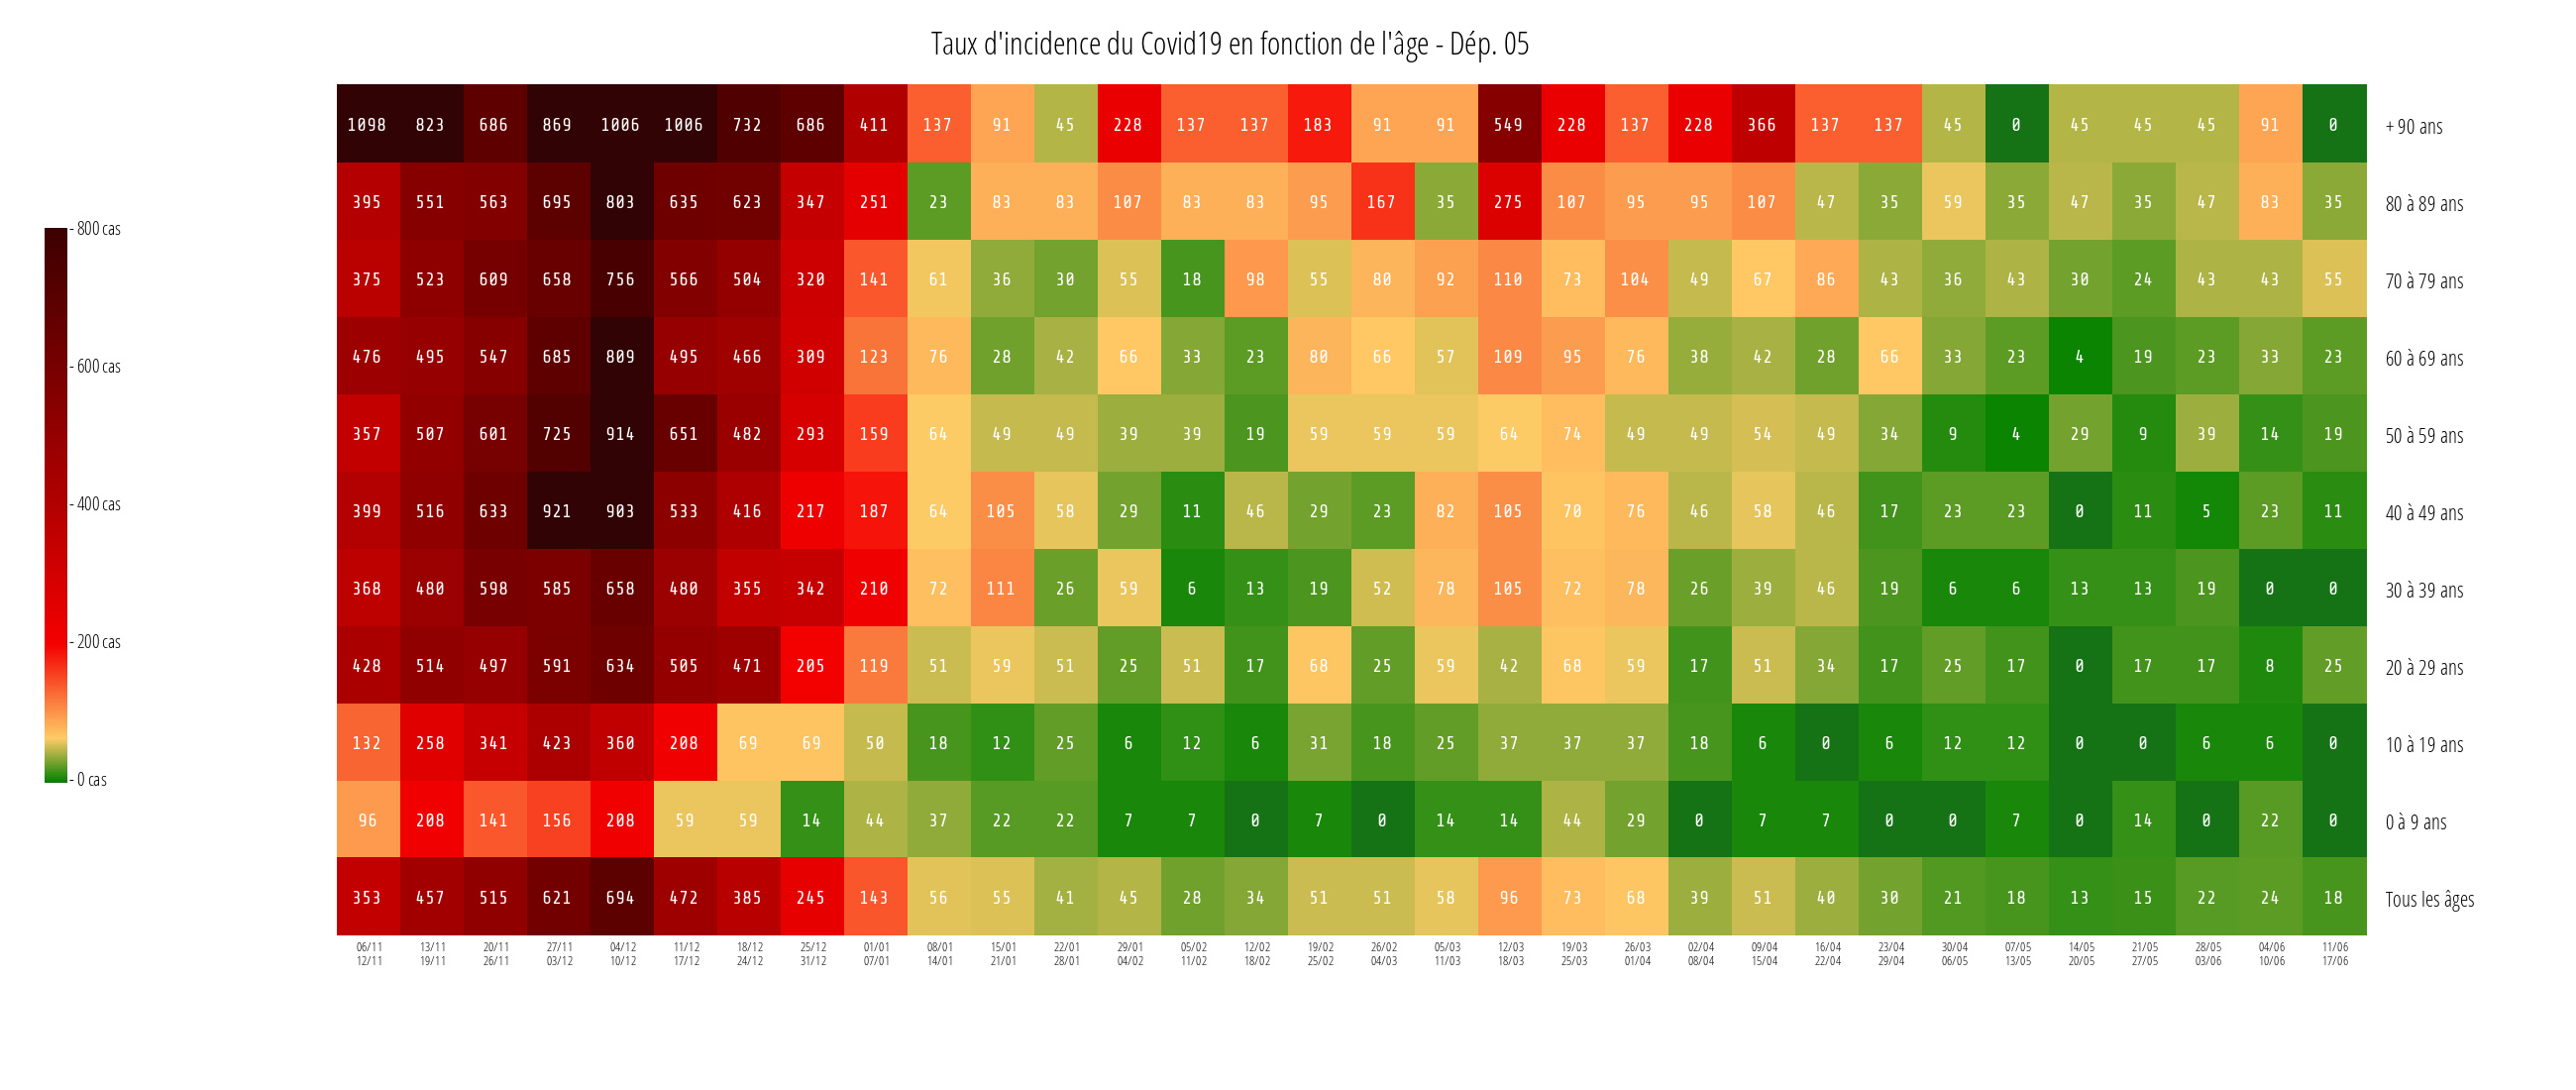 Taux d'incidence du Covid19 en fonction de l'âge - Dép. 05
- 800 cas
- 600 cas
- 400 cas
- 200 cas
- 0 cas
1098 823 686 869 1006 1006 732 686 411 137 91 45 228 137 137 183 91 91 549 228 137 228 366 137 137 45 0 45 45 45 91 0 + 90 ans
395 551 563 695 803 635 623 347 251 23 83 83 107 83 83 95 167 35 275 107 95 95 107 47 35 59 35 47 35 47 83 35 80 à 89 ans
375 523 609 658 756 566 504 320 141 61 36 30 55 18 98 55 80 92 110 73 104 49 67 86 43 36 43 30 24 43 43 55 70 à 79 ans
476 495 547 685 809 495 466 309 123 76 28 42 66 33 23 80 66 57 109 95 76 38 42 28 66 33 23 4 19 23 33 23 60 à 69 ans
357 507 601 725 914 651 482 293 159 64 49 49 39 39 19 59 59 59 64 74 49 49 54 49 34 9 4 29 9 39 14 19 50 à 59 ans
399 516 633 921 903 533 416 217 187 64 105 58 29 11 46 29 23 82 105 70 76 46 58 46 17 23 23 0 11 5 23 11 40 à 49 ans
368 480 598 585 658 480 355 342 210 72 111 26 59 6 13 19 52 78 105 72 78 26 39 46 19 6 6 13 13 19 0 0 30 à 39 ans
428 514 497 591 634 505 471 205 119 51 59 51 25 51 17 68 25 59 42 68 59 17 51 34 17 25 17 0 17 17 8 25 20 à 29 ans
132 258 341 423 360 208 69 69 50 18 12 25 6 12 6 31 18 25 37 37 37 18 6 0 6 12 12 0 0 6 6 0 10 à 19 ans
96 208 141 156 208 59 59 14 44 37 22 22 7 7 0 7 0 14 14 44 29 0 7 7 0 0 7 0 14 0 22 0 0 à 9 ans
353 457 515 621 694 472 385 245 143 56 55 41 45 28 34 51 51 58 96 73 68 39 51 40 30 21 18 13 15 22 24 18 Tous les âges
06/11 13/11 20/11 27/11 04/12 11/12 18/12 25/12 01/01 08/01 15/01 22/01 29/01 05/02 12/02 19/02 26/02 05/03 12/03 19/03 26/03 02/04 09/04 16/04 23/04 30/04 07/05 14/05 21/05 28/05 04/06 11/06
12/11 19/11 26/11 03/12 10/12 17/12 24/12 31/12 07/01 14/01 21/01 28/01 04/02 11/02 18/02 25/02 04/03 11/03 18/03 25/03 01/04 08/04 15/04 22/04 29/04 06/05 13/05 20/05 27/05 03/06 10/06 17/06